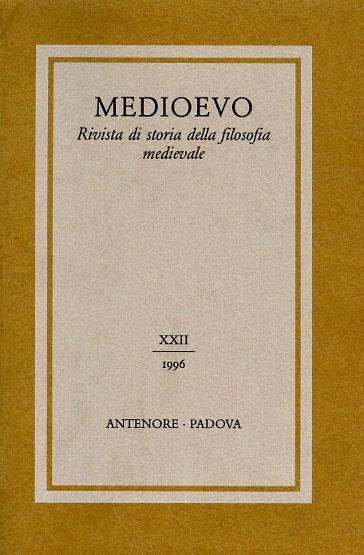 MEDIOEVO
Rivista di storia della filosofia
medievale
XXII
1996
ANTENORE · PADOVA